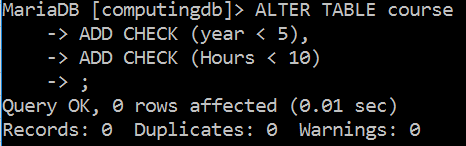 MariaDB [computingdb]> ALTER TABLE course
-> ADD CHECK (year < 5),
-> ADD CHECK (Hours < 10)
-> ;
Query OK, 0 rows affected (0.01 sec)
Records: 0  Duplicates: 0  Warnings: 0